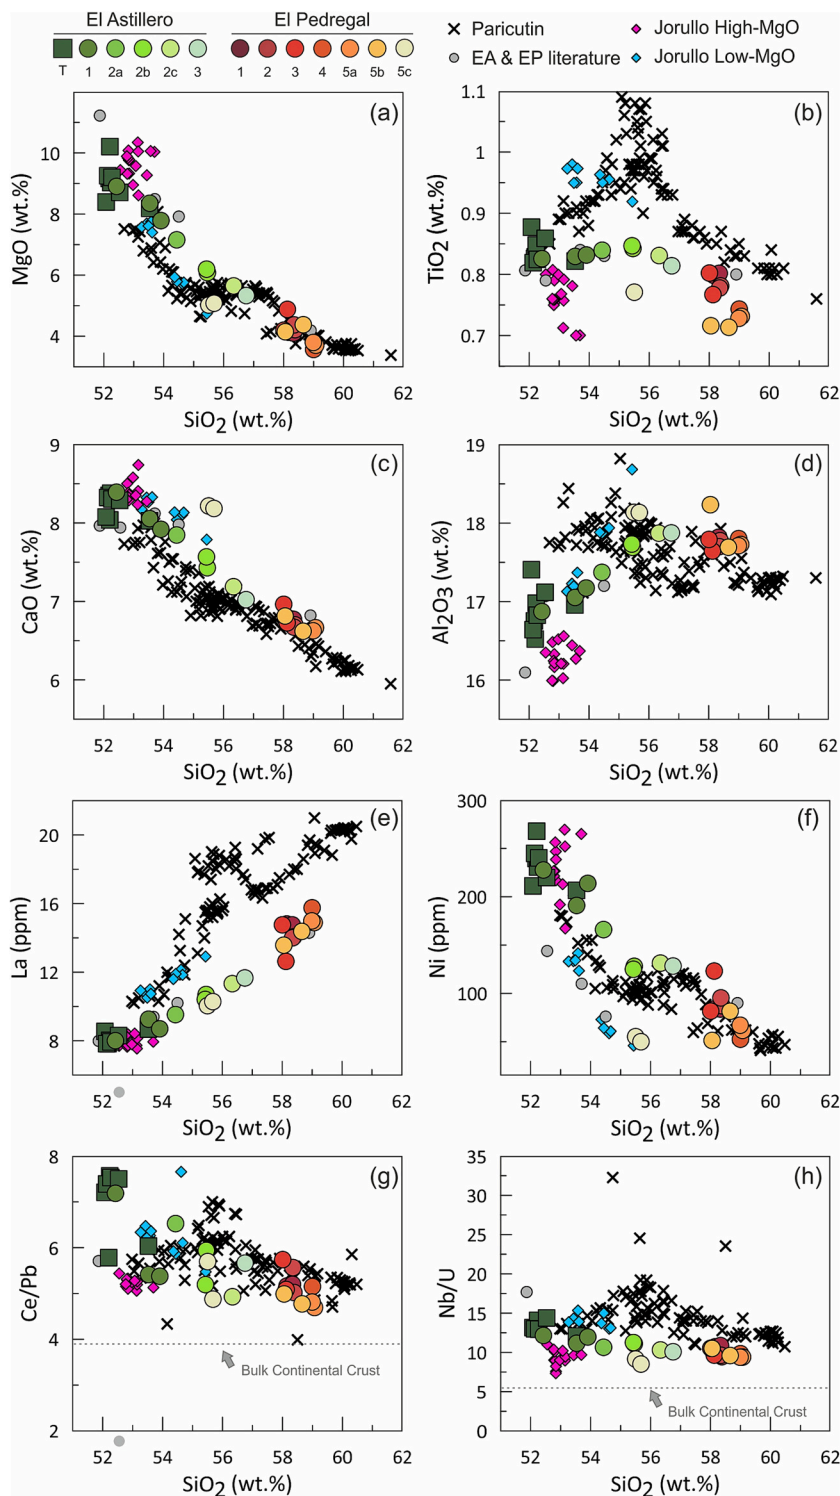 El Astillero El Pedregal
T 1 2a 2b 2c 3 1 2 3 4 5a 5b 5c
Paricutin Jorullo High-MgO
EA & EP literature Jorullo Low-MgO
(a)
MgO (wt.%)
10
8
6
4
52 54 56 58 60 62
SiO2 (wt.%)
(b)
TiO2 (wt.%)
1.1
1
0.9
0.8
0.7
52 54 56 58 60 62
SiO2 (wt.%)
(c)
CaO (wt.%)
9
8
7
6
52 54 56 58 60 62
SiO2 (wt.%)
(d)
Al2O3 (wt.%)
19
18
17
16
52 54 56 58 60 62
SiO2 (wt.%)
(e)
La (ppm)
20
16
12
8
52 54 56 58 60 62
SiO2 (wt.%)
(f)
Ni (ppm)
300
200
100
52 54 56 58 60 62
SiO2 (wt.%)
(g)
Ce/Pb
8
6
4
2
Bulk Continental Crust
52 54 56 58 60 62
SiO2 (wt.%)
(h)
Nb/U
35
30
25
20
15
10
5
0
Bulk Continental Crust
52 54 56 58 60 62
SiO2 (wt.%)